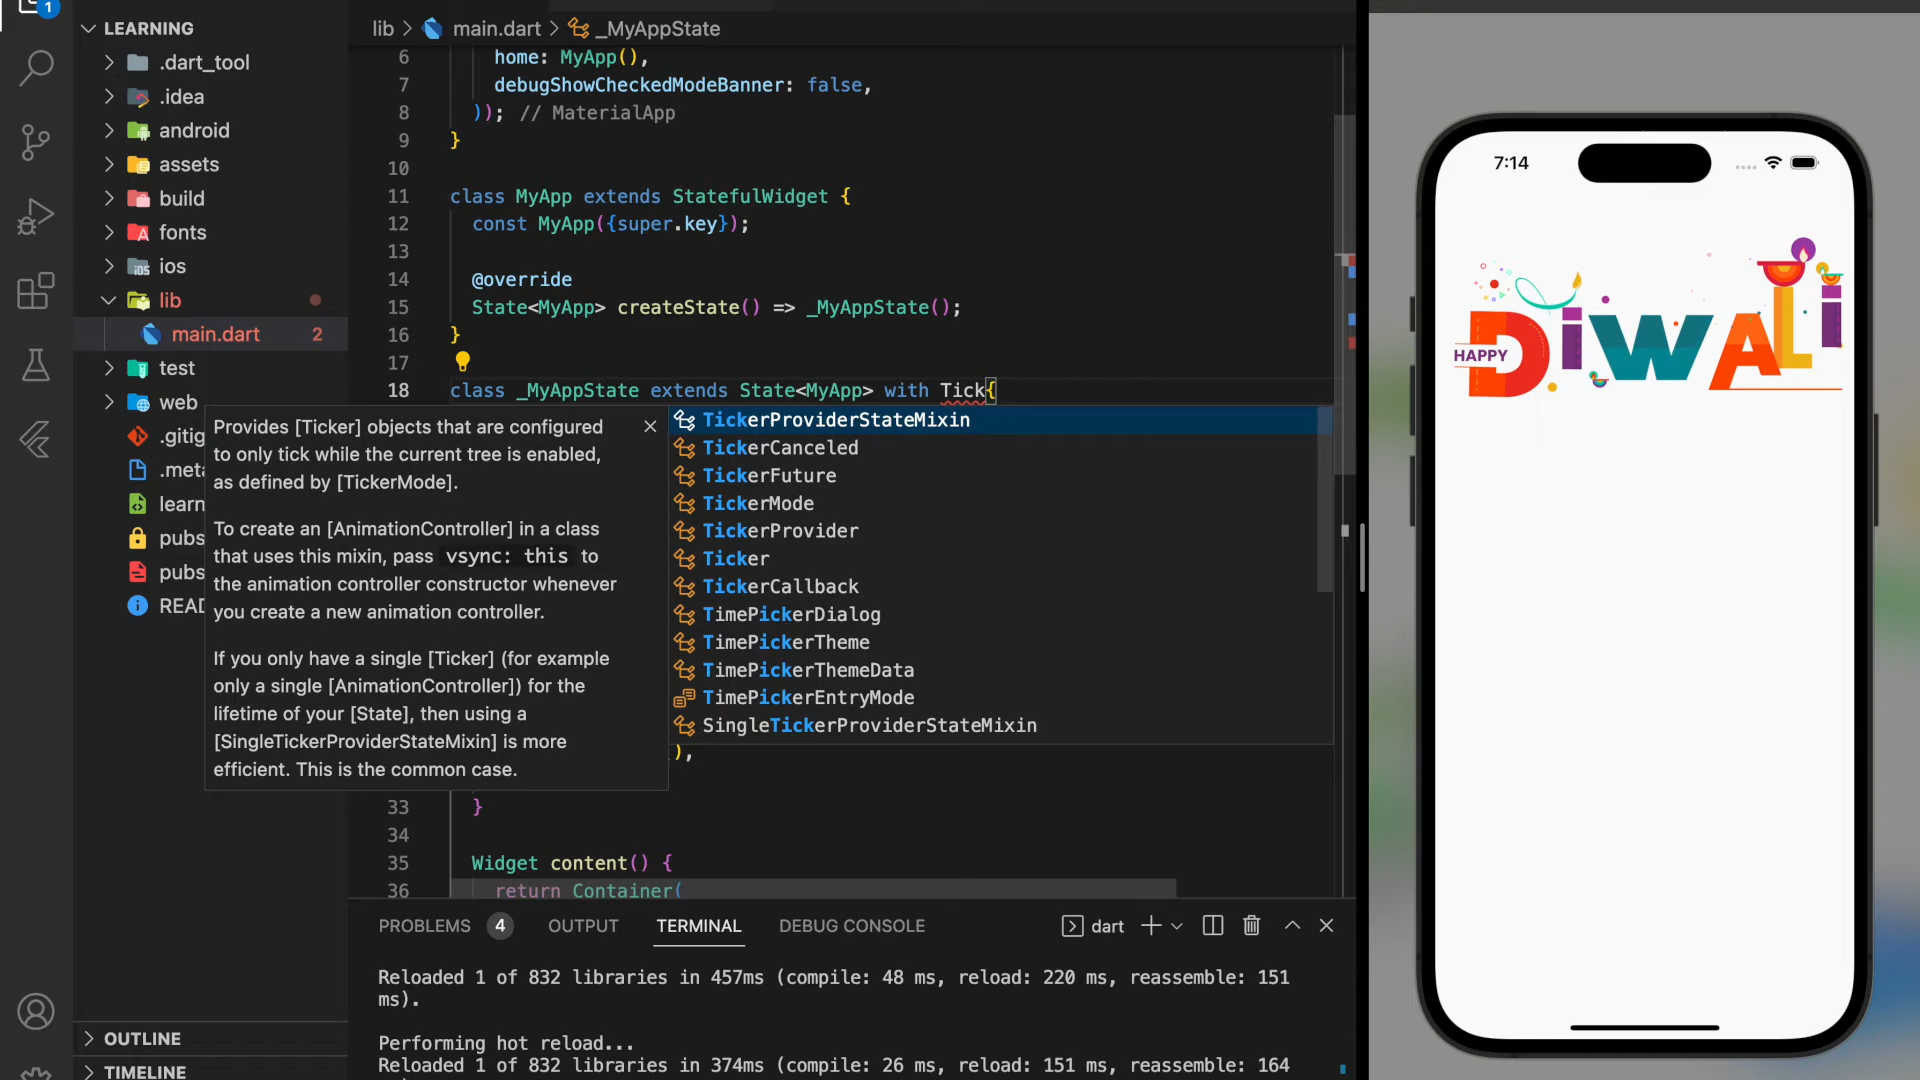 1
LEARNING
.dart_tool
.idea
android
assets
build
fonts
ios
lib
main.dart 2
test
web
.gitig
.meta
learn
pubs
pubs
READ
OUTLINE
TIMELINE
lib > main.dart > _MyAppState
6 home: MyApp(),
7 debugShowCheckedModeBanner: false,
8 )); // MaterialApp
9 }
10
11 class MyApp extends StatefulWidget {
12 const MyApp({super.key});
13
14 @override
15 State<MyApp> createState() => _MyAppState();
16 }
17
18 class _MyAppState extends State<MyApp> with Tick{
Provides [Ticker] objects that are configured
to only tick while the current tree is enabled,
as defined by [TickerMode].
To create an [AnimationController] in a class
that uses this mixin, pass vsync: this to
the animation controller constructor whenever
you create a new animation controller.
If you only have a single [Ticker] (for example
only a single [AnimationController]) for the
lifetime of your [State], then using a
[SingleTickerProviderStateMixin] is more
efficient. This is the common case.
TickerProviderStateMixin
TickerCanceled
TickerFuture
TickerMode
TickerProvider
Ticker
TickerCallback
TimePickerDialog
TimePickerTheme
TimePickerThemeData
TimePickerEntryMode
SingleTickerProviderStateMixin
),
33 }
34
35 Widget content() {
36 return Container(
PROBLEMS 4 OUTPUT TERMINAL DEBUG CONSOLE dart
Reloaded 1 of 832 libraries in 457ms (compile: 48 ms, reload: 220 ms, reassemble: 151
ms).
Performing hot reload...
Reloaded 1 of 832 libraries in 374ms (compile: 26 ms, reload: 151 ms, reassemble: 164
7:14
HAPPY DiWALi